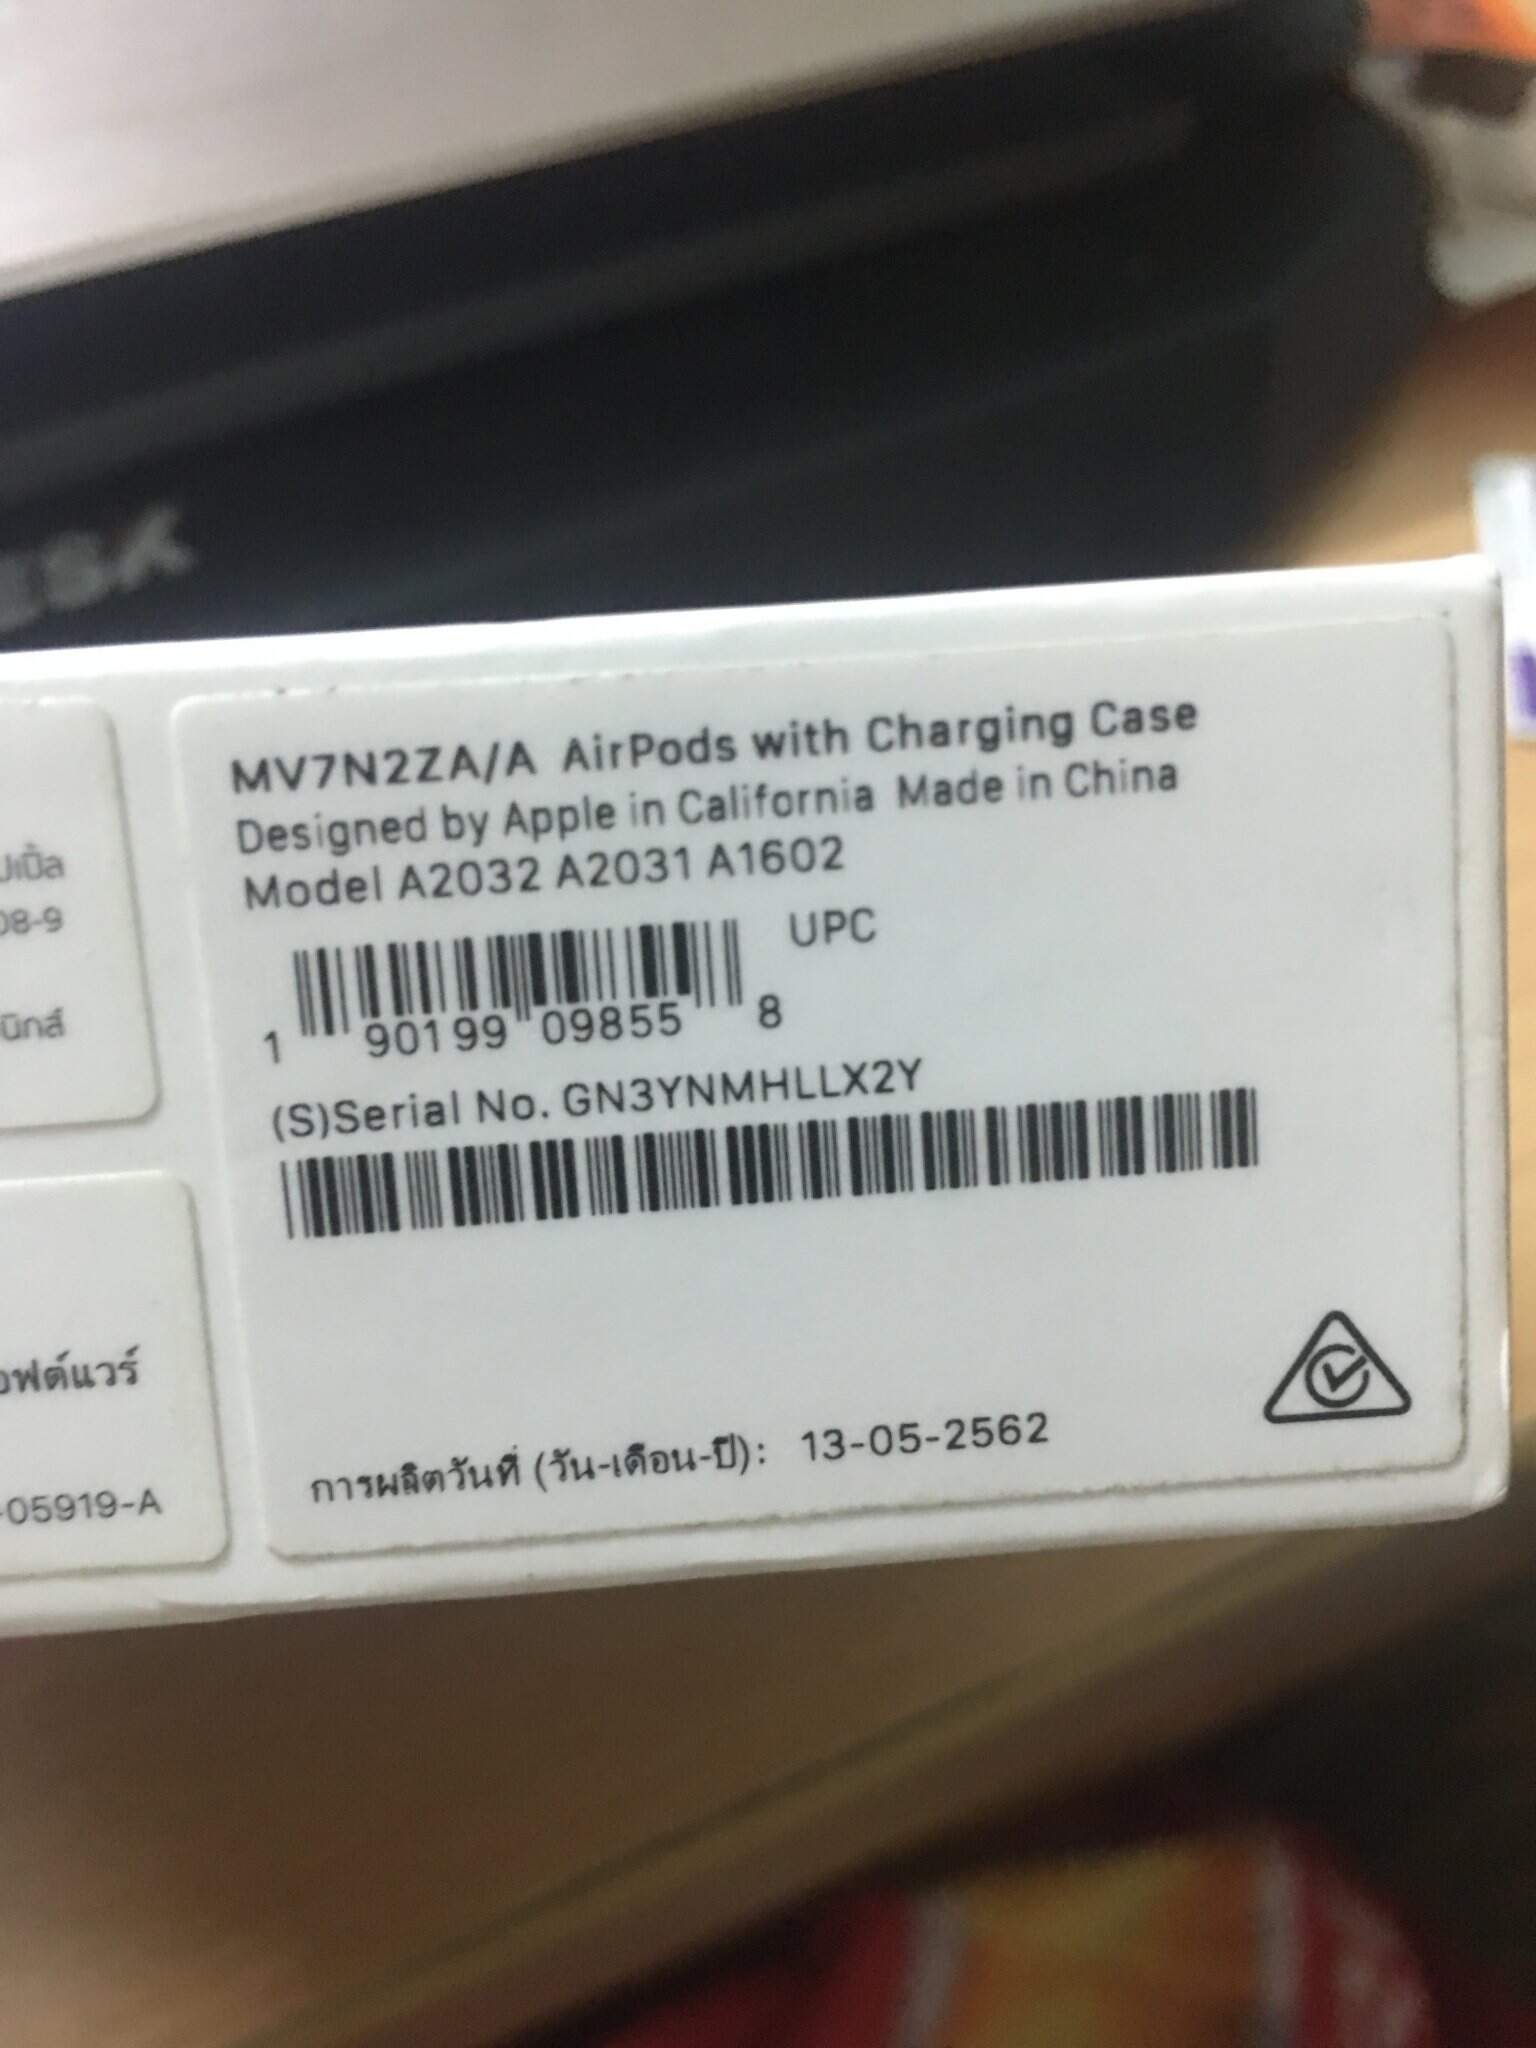 MV7N2ZA/A AirPods with Charging Case
Designed by Apple in California Made in China
Model A2032 A2031 A1602
UPC
1 90199 09855 8
(S)Serial No. GN3YNMHLLX2Y
การผลิตวันที่ (วัน-เดือน-ปี): 13-05-2562
08-9
-05919-A